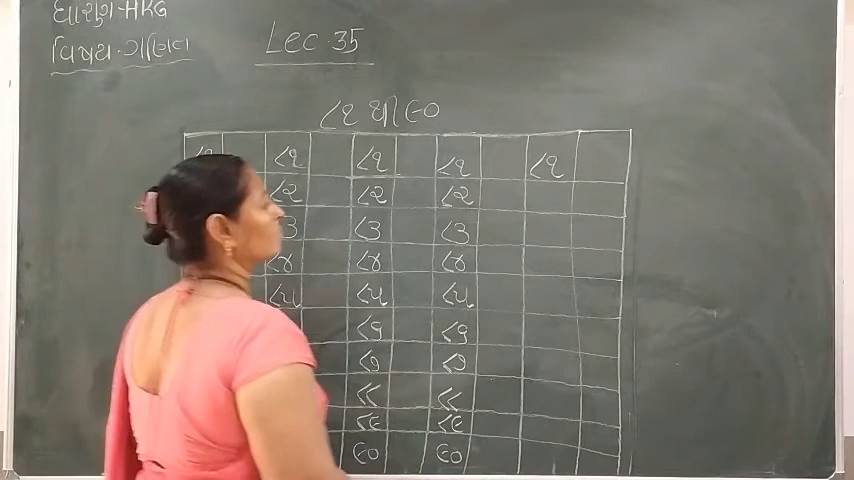 ધોરણ-HKG
વિષય-ગણિત
Lec 35
૮૧ થી ૯૦
૮૧ ૮૧ ૮૧ ૮૧
૮૨ ૮૨ ૮૨
૮૩ ૮૩ ૮૩
૮૪ ૮૪ ૮૪
૮૫ ૮૫ ૮૫
૮૬ ૮૬
૮૭ ૮૭
૮૮ ૮૮
૮૯ ૮૯
૯૦ ૯૦